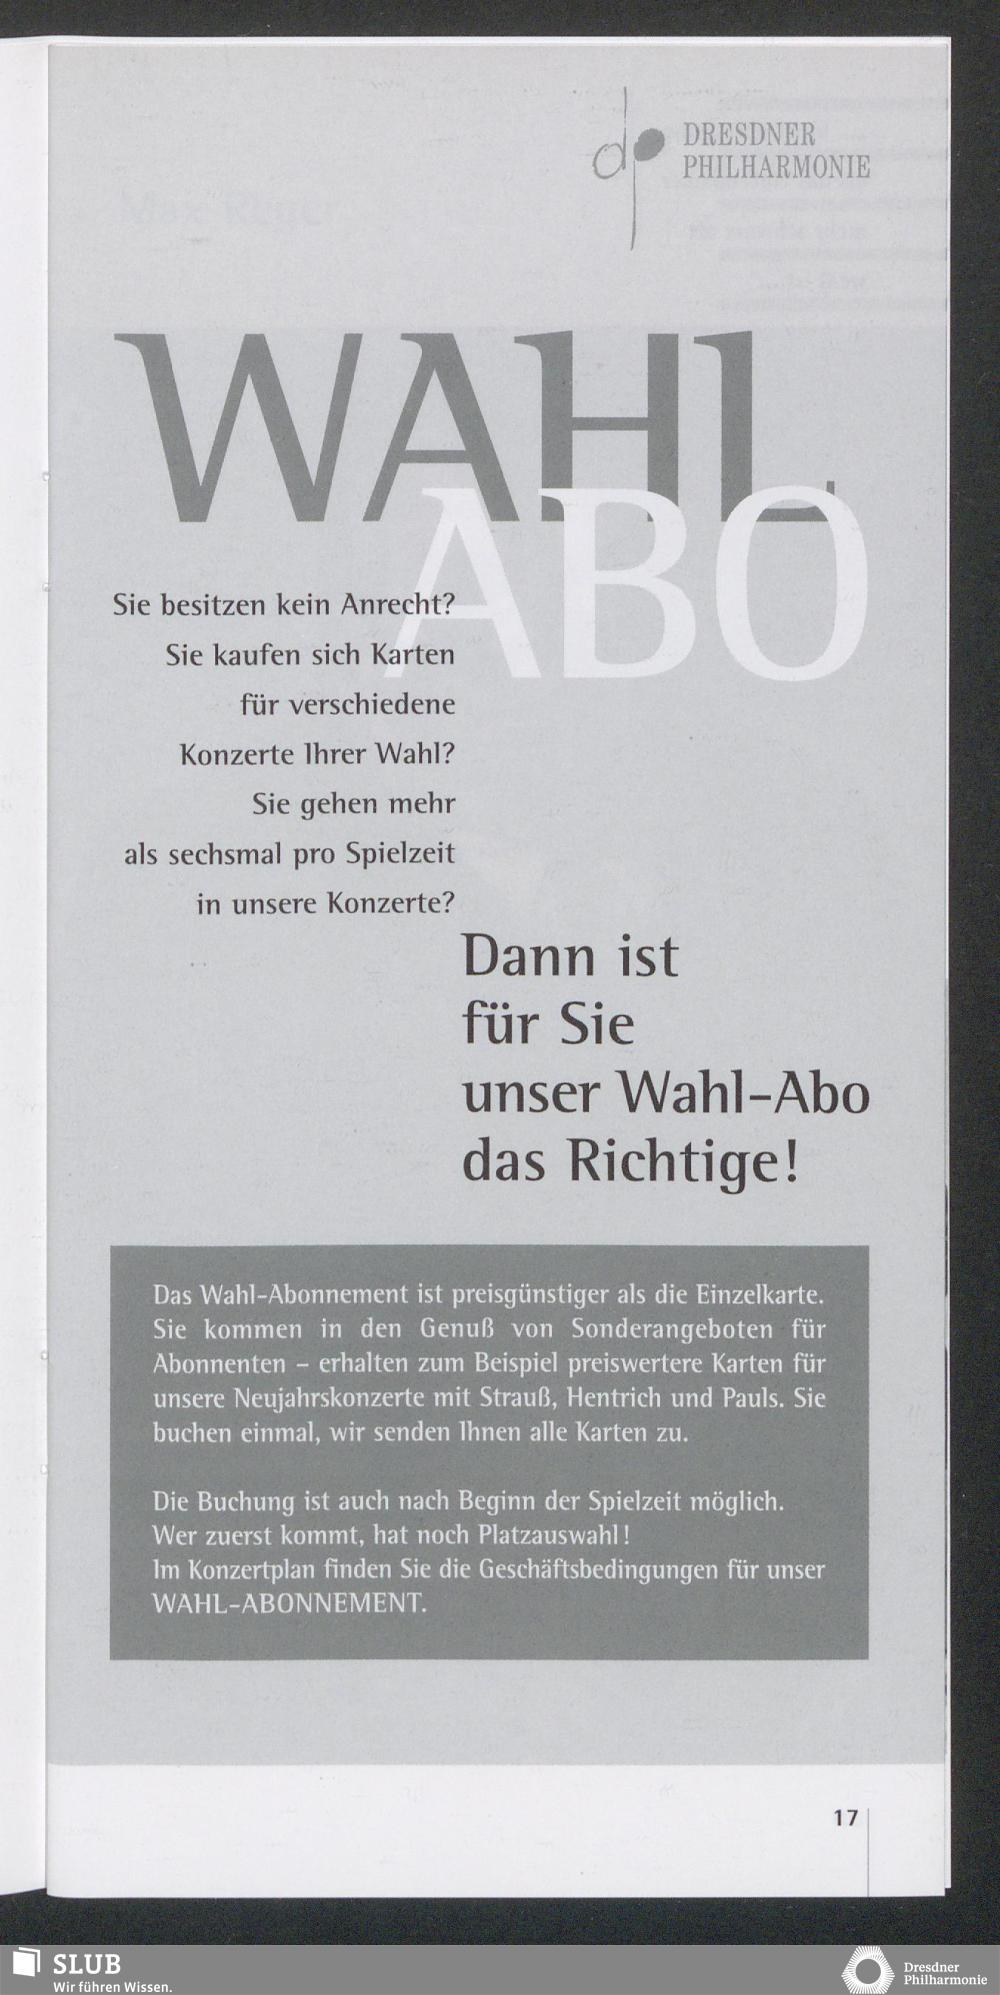 DRESDNER
PHILHARMONIE
WAHL
ABO
Sie besitzen kein Anrecht?
Sie kaufen sich Karten
für verschiedene
Konzerte Ihrer Wahl?
Sie gehen mehr
als sechsmal pro Spielzeit
in unsere Konzerte?
Dann ist
für Sie
unser Wahl-Abo
das Richtige!
Das Wahl-Abonnement ist preisgünstiger als die Einzelkarte.
Sie kommen in den Genuß von Sonderangeboten für
Abonnenten – erhalten zum Beispiel preiswertere Karten für
unsere Neujahrskonzerte mit Strauß, Hentrich und Pauls. Sie
buchen einmal, wir senden Ihnen alle Karten zu.
Die Buchung ist auch nach Beginn der Spielzeit möglich.
Wer zuerst kommt, hat noch Platzauswahl!
Im Konzertplan finden Sie die Geschäftsbedingungen für unser
WAHL-ABONNEMENT.
17
SLUB
Wir führen Wissen.
Dresdner
Philharmonie